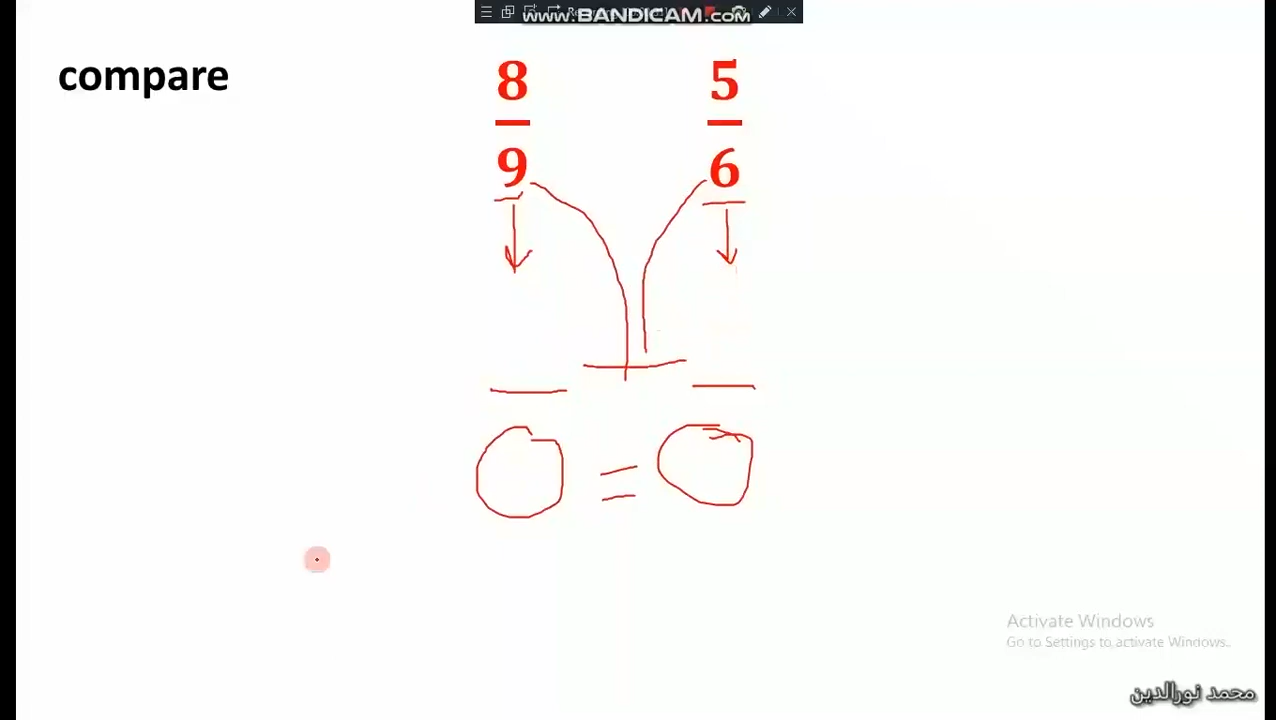 www.BANDICAM.com
compare
8 5
9 6
=
Activate Windows
Go to Settings to activate Windows.
محمد نورالدين